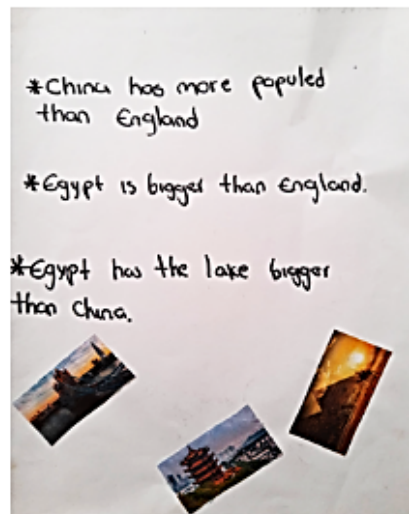 *China has more populed
than England
*Egypt is bigger than England.
*Egypt has the lake bigger
than China.